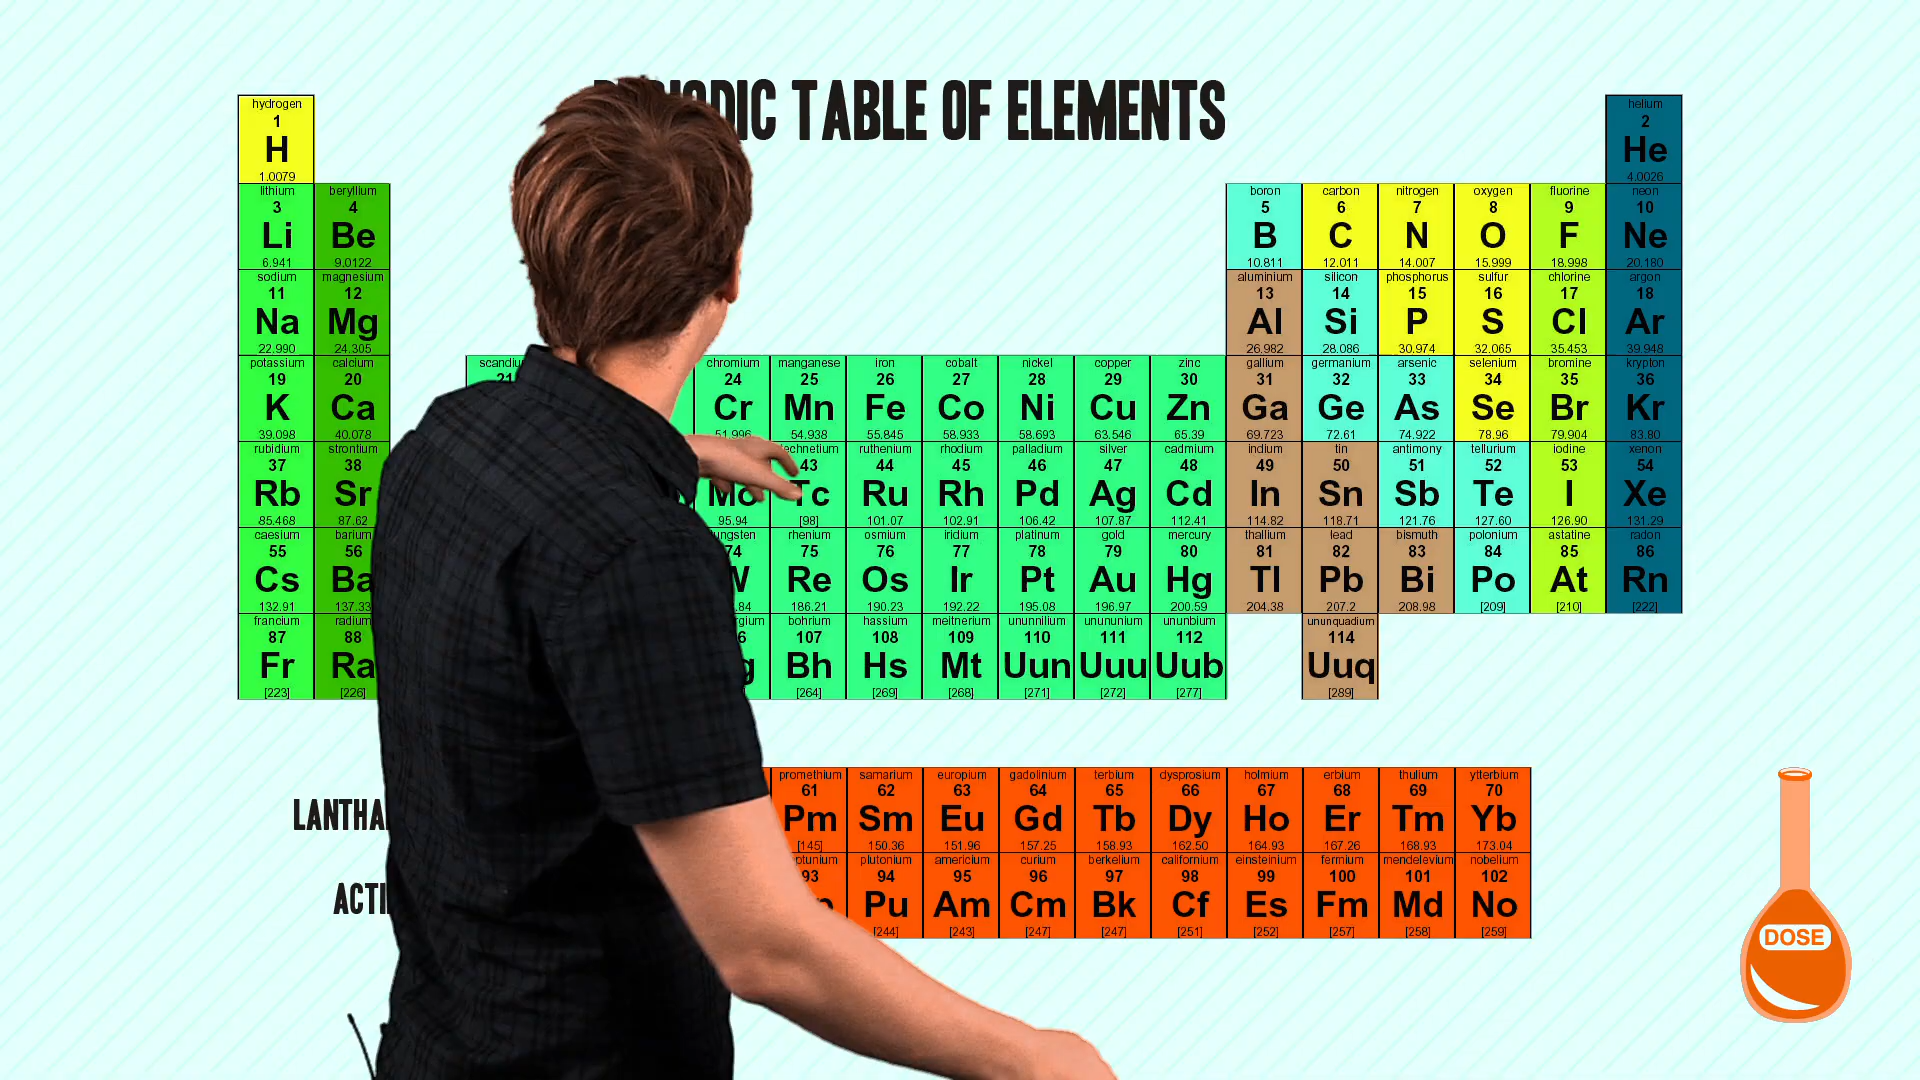 PERIODIC TABLE OF ELEMENTS
hydrogen helium
1 2
H He
1.0079 4.0026
lithium beryllium boron carbon nitrogen oxygen fluorine neon
3 4 5 6 7 8 9 10
Li Be B C N O F Ne
6.941 9.0122 10.811 12.011 14.007 15.999 18.998 20.180
sodium magnesium aluminium silicon phosphorus sulfur chlorine argon
11 12 13 14 15 16 17 18
Na Mg Al Si P S Cl Ar
22.990 24.305 26.982 28.086 30.974 32.065 35.453 39.948
potassium calcium scandiu chromium manganese iron cobalt nickel copper zinc gallium germanium arsenic selenium bromine krypton
19 20 21 24 25 26 27 28 29 30 31 32 33 34 35 36
K Ca Cr Mn Fe Co Ni Cu Zn Ga Ge As Se Br Kr
39.098 40.078 51.996 54.938 55.845 58.933 58.693 63.546 65.39 69.723 72.61 74.922 78.96 79.904 83.80
rubidium strontium echnetium ruthenium rhodium palladium silver cadmium indium tin antimony tellurium iodine xenon
37 38 43 44 45 46 47 48 49 50 51 52 53 54
Rb Sr Mo Tc Ru Rh Pd Ag Cd In Sn Sb Te I Xe
85.468 87.62 95.94 [98] 101.07 102.91 106.42 107.87 112.41 114.82 118.71 121.76 127.60 126.90 131.29
caesium barium ungsten rhenium osmium iridium platinum gold mercury thallium lead bismuth polonium astatine radon
55 56 74 75 76 77 78 79 80 81 82 83 84 85 86
Cs Ba W Re Os Ir Pt Au Hg Tl Pb Bi Po At Rn
132.91 137.33 .84 186.21 190.23 192.22 195.08 196.97 200.59 204.38 207.2 208.98 [209] [210] [222]
francium radium rgium bohrium hassium meitnerium ununnilium unununium ununbium ununquadium
87 88 6 107 108 109 110 111 112 114
Fr Ra g Bh Hs Mt Uun Uuu Uub Uuq
[223] [226] [264] [269] [268] [271] [272] [277] [289]
promethium samarium europium gadolinium terbium dysprosium holmium erbium thulium ytterbium
61 62 63 64 65 66 67 68 69 70
LANTHA Pm Sm Eu Gd Tb Dy Ho Er Tm Yb
[145] 150.36 151.96 157.25 158.93 162.50 164.93 167.26 168.93 173.04
ptunium plutonium americium curium berkelium californium einsteinium fermium mendelevium nobelium
93 94 95 96 97 98 99 100 101 102
ACTI p Pu Am Cm Bk Cf Es Fm Md No
[244] [243] [247] [247] [251] [252] [257] [258] [259]
DOSE